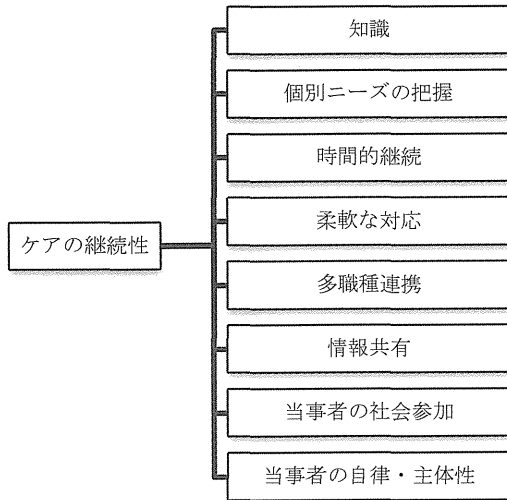 知識
個別ニーズの把握
時間的継続
柔軟な対応
ケアの継続性
多職種連携
情報共有
当事者の社会参加
当事者の自律・主体性